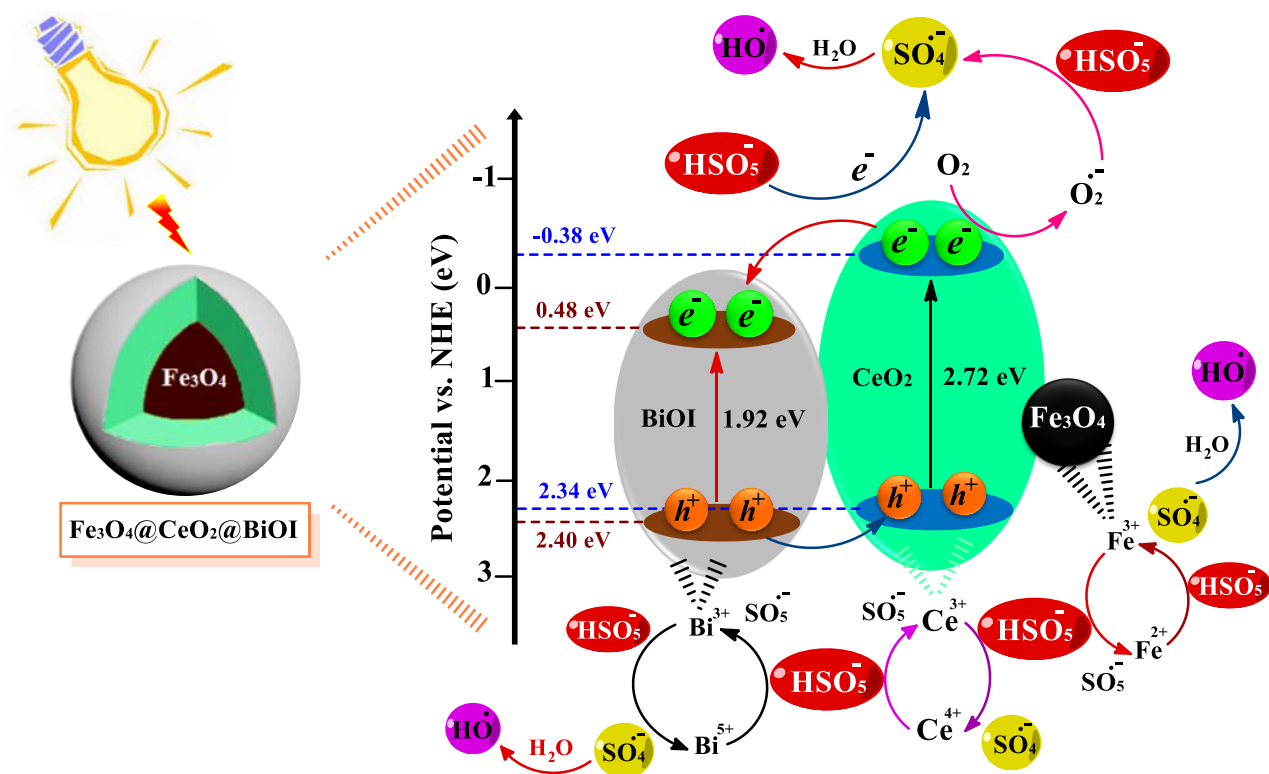 HO•
H₂O
SO₄•⁻
HSO₅⁻
HSO₅⁻
e⁻
O₂
O₂•⁻
Potential vs. NHE (eV)
-1
0
1
2
3
-0.38 eV
0.48 eV
2.34 eV
2.40 eV
e⁻ e⁻
e⁻ e⁻
BiOI
1.92 eV
CeO₂
2.72 eV
h⁺ h⁺
h⁺ h⁺
Fe₃O₄
Fe₃O₄@CeO₂@BiOI
Fe₃O₄
HO•
H₂O
SO₄•⁻
Fe³⁺
HSO₅⁻
Fe²⁺
SO₅•⁻
HSO₅⁻
Bi³⁺
SO₅•⁻
HSO₅⁻
Bi⁵⁺
SO₄•⁻
H₂O
HO•
SO₅•⁻
Ce³⁺
HSO₅⁻
Ce⁴⁺
SO₄•⁻